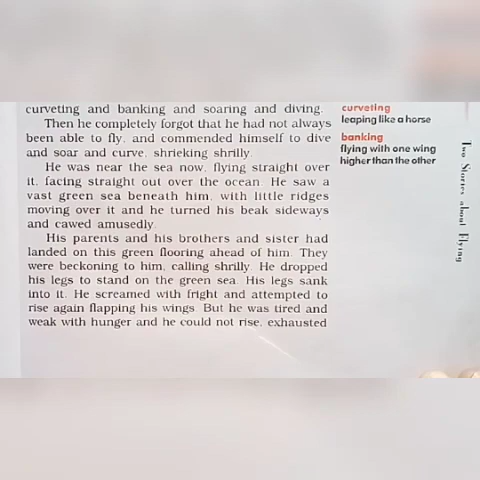 curveting and banking and soaring and diving.
Then he completely forgot that he had not always
been able to fly, and commended himself to dive
and soar and curve, shrieking shrilly.
He was near the sea now, flying straight over
it, facing straight out over the ocean. He saw a
vast green sea beneath him, with little ridges
moving over it and he turned his beak sideways
and cawed amusedly.
His parents and his brothers and sister had
landed on this green flooring ahead of him. They
were beckoning to him, calling shrilly. He dropped
his legs to stand on the green sea. His legs sank
into it. He screamed with fright and attempted to
rise again flapping his wings. But he was tired and
weak with hunger and he could not rise, exhausted
curveting
leaping like a horse
banking
flying with one wing
higher than the other
Two Stories about Flying